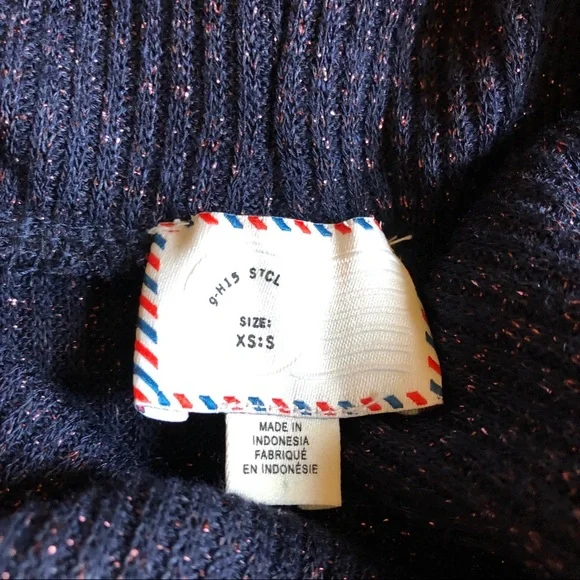 9-H15 STCL
SIZE:
XS:S
MADE IN
INDONESIA
FABRIQUÉ
EN INDONÉSIE